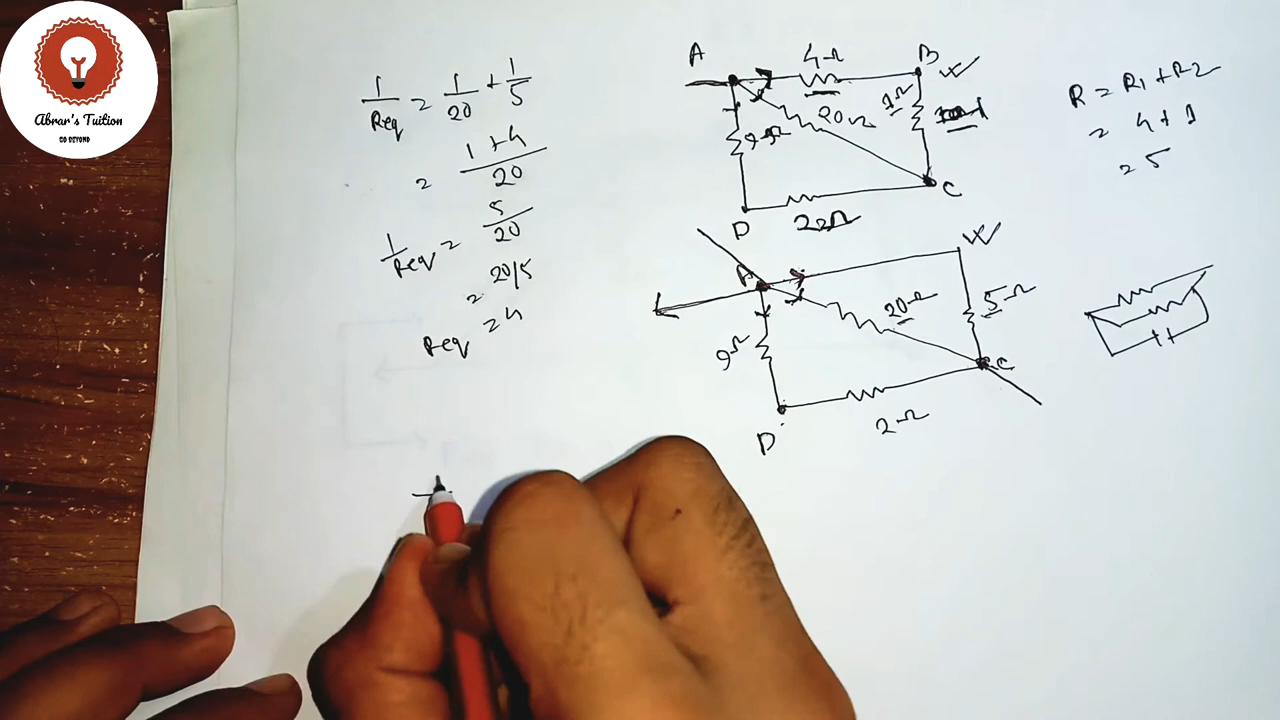 Abrar's Tuition
GO BEYOND
1/Req = 1/20 + 1/5
= 1+4/20
1/Req = 5/20
= 20/5
Req = 4
A
4Ω
B
W
1Ω
20Ω
C
D
2Ω
R = R1 + R2
= 4 + 1
= 5
A
W
20Ω
5Ω
9Ω
C
D
2Ω